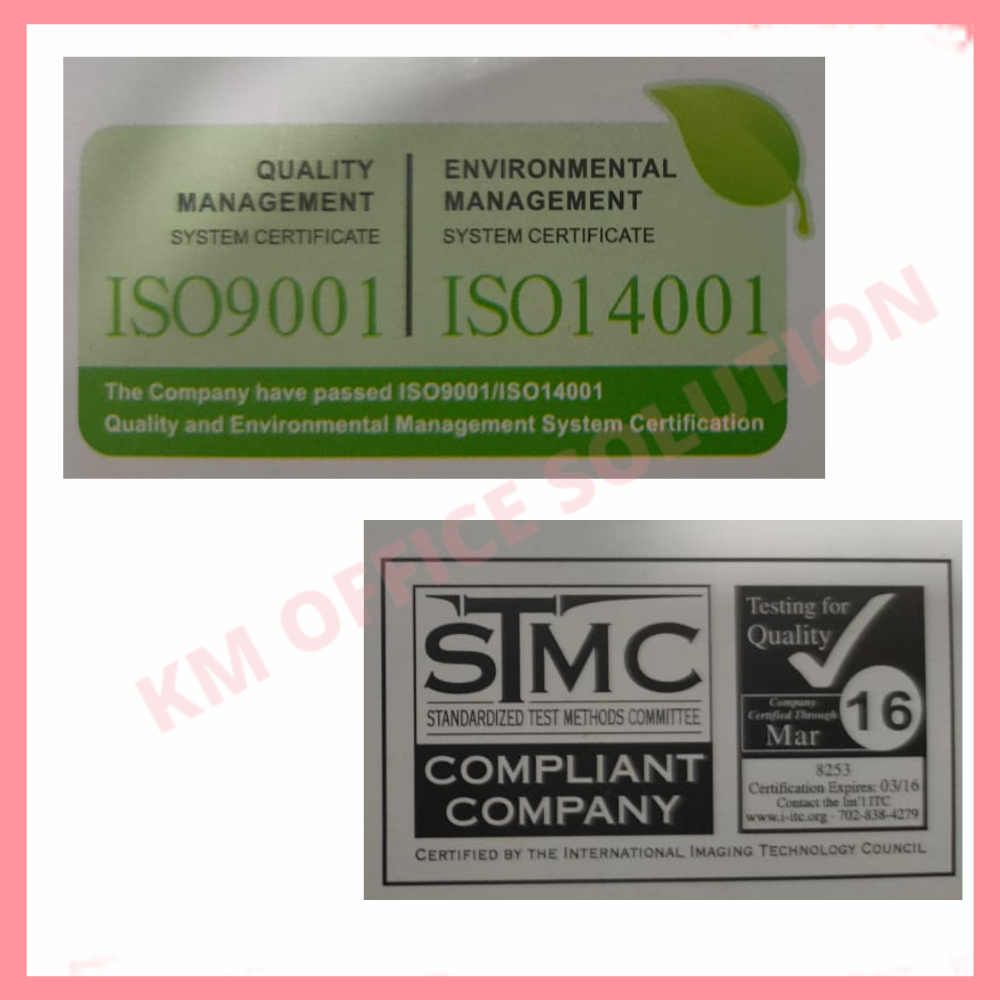 QUALITY
MANAGEMENT
SYSTEM CERTIFICATE
ISO9001
ENVIRONMENTAL
MANAGEMENT
SYSTEM CERTIFICATE
ISO14001
The Company have passed ISO9001/ISO14001
Quality and Environmental Management System Certification
KM OFFICE SOLUTION
STMC
STANDARDIZED TEST METHODS COMMITTEE
COMPLIANT
COMPANY
Testing for
Quality
Company
Certified Through
Mar
16
8253
Certification Expires: 03/16
Contact the Int'l ITC
www.i-itc.org - 702-838-4279
CERTIFIED BY THE INTERNATIONAL IMAGING TECHNOLOGY COUNCIL